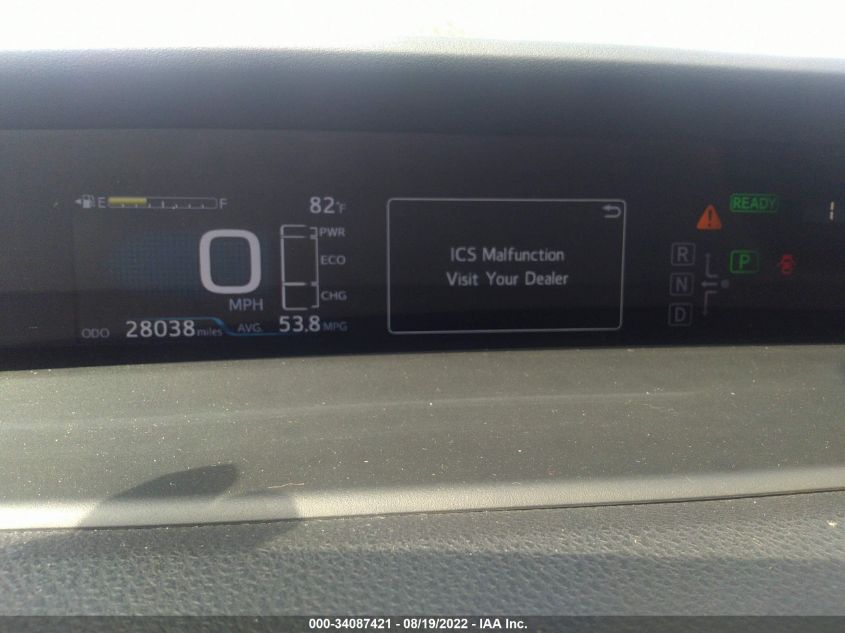 E F 82°F
PWR
0 ECO
MPH CHG
ODO 28038 miles AVG. 53.8 MPG
ICS Malfunction
Visit Your Dealer
READY
R P
N
D
000-34087421 - 08/19/2022 - IAA Inc.